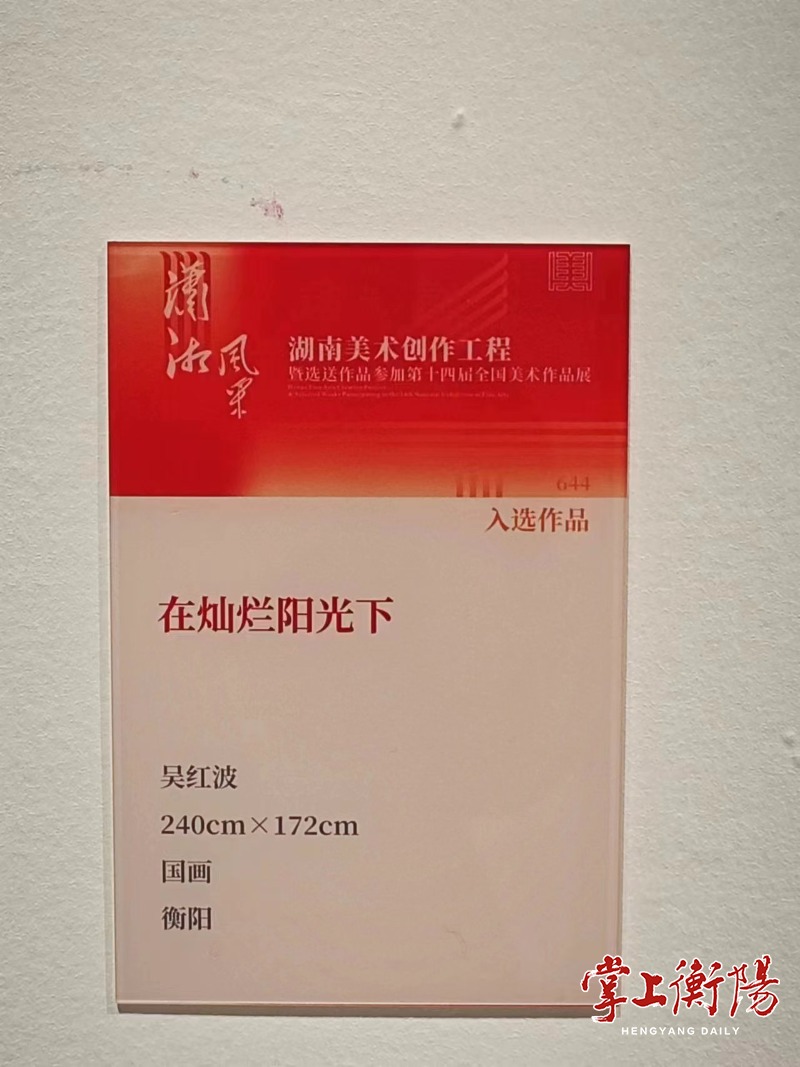 潇湘风采
湖南美术创作工程
暨选送作品参加第十四届全国美术作品展
644
入选作品
在灿烂阳光下
吴红波
240cm×172cm
国画
衡阳
掌上衡陽
HENGYANG DAILY